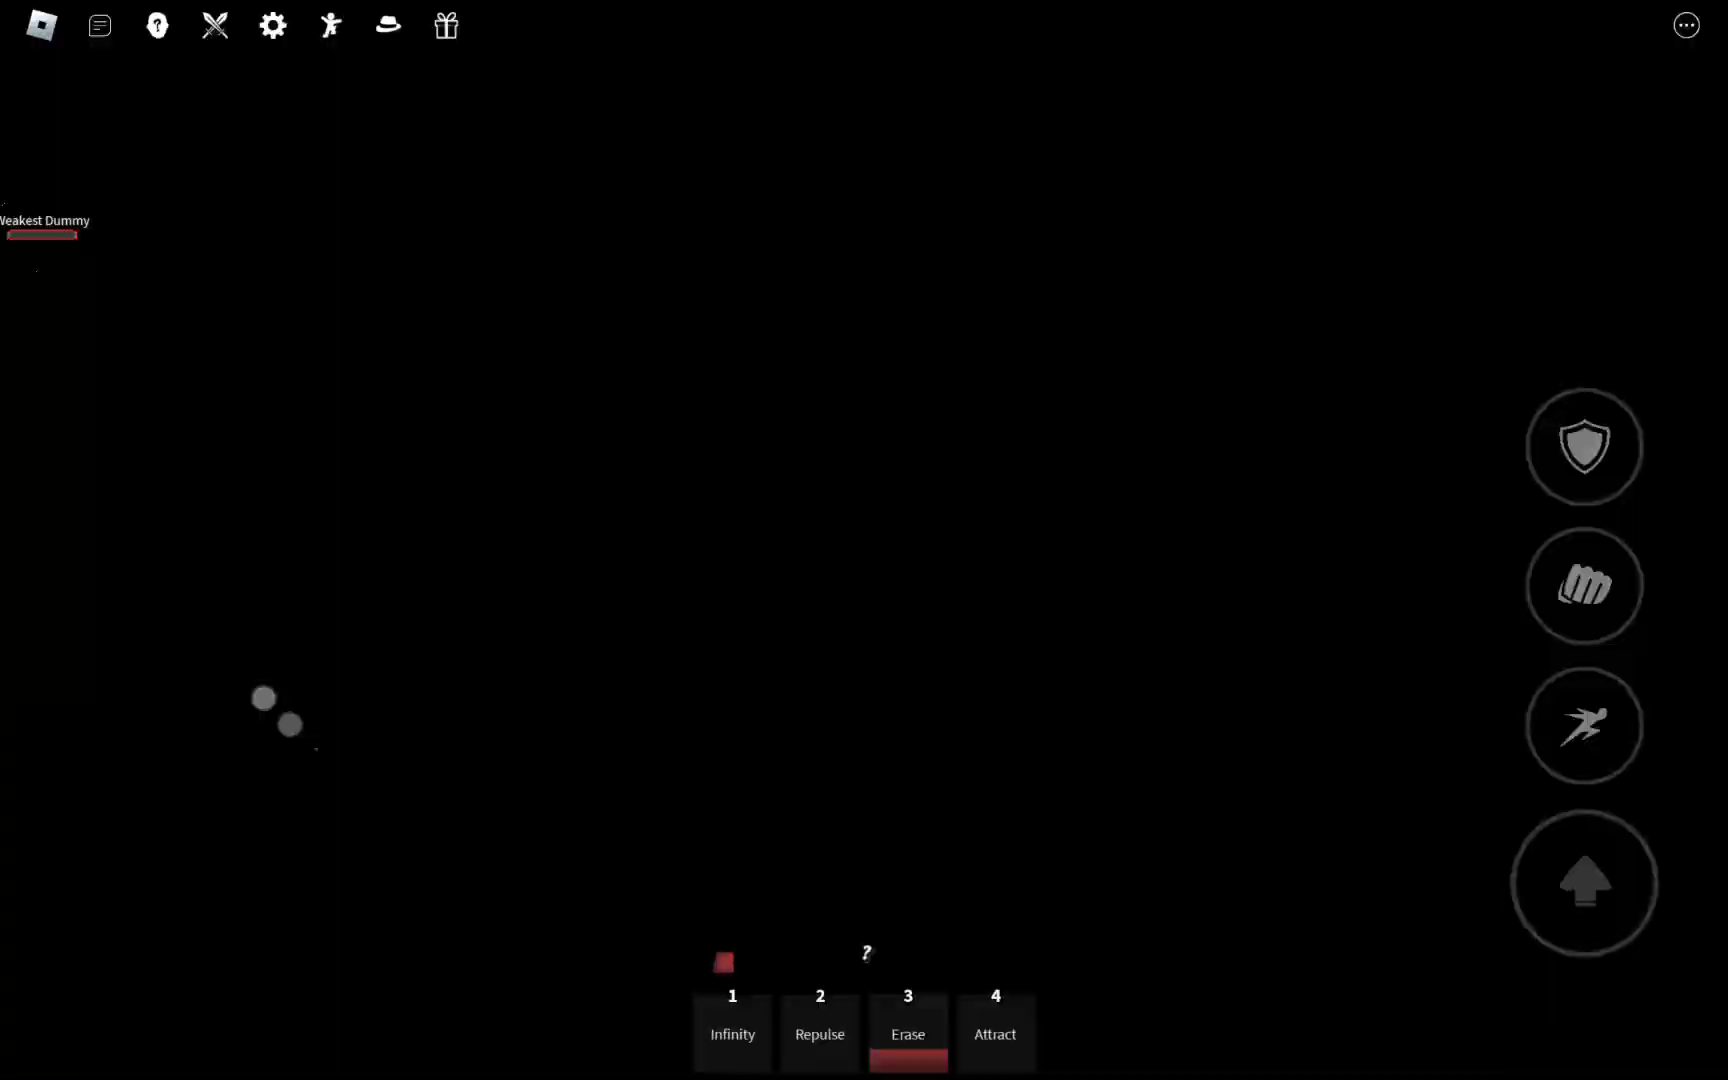 Weakest Dummy
?
1
2
3
4
Infinity
Repulse
Erase
Attract